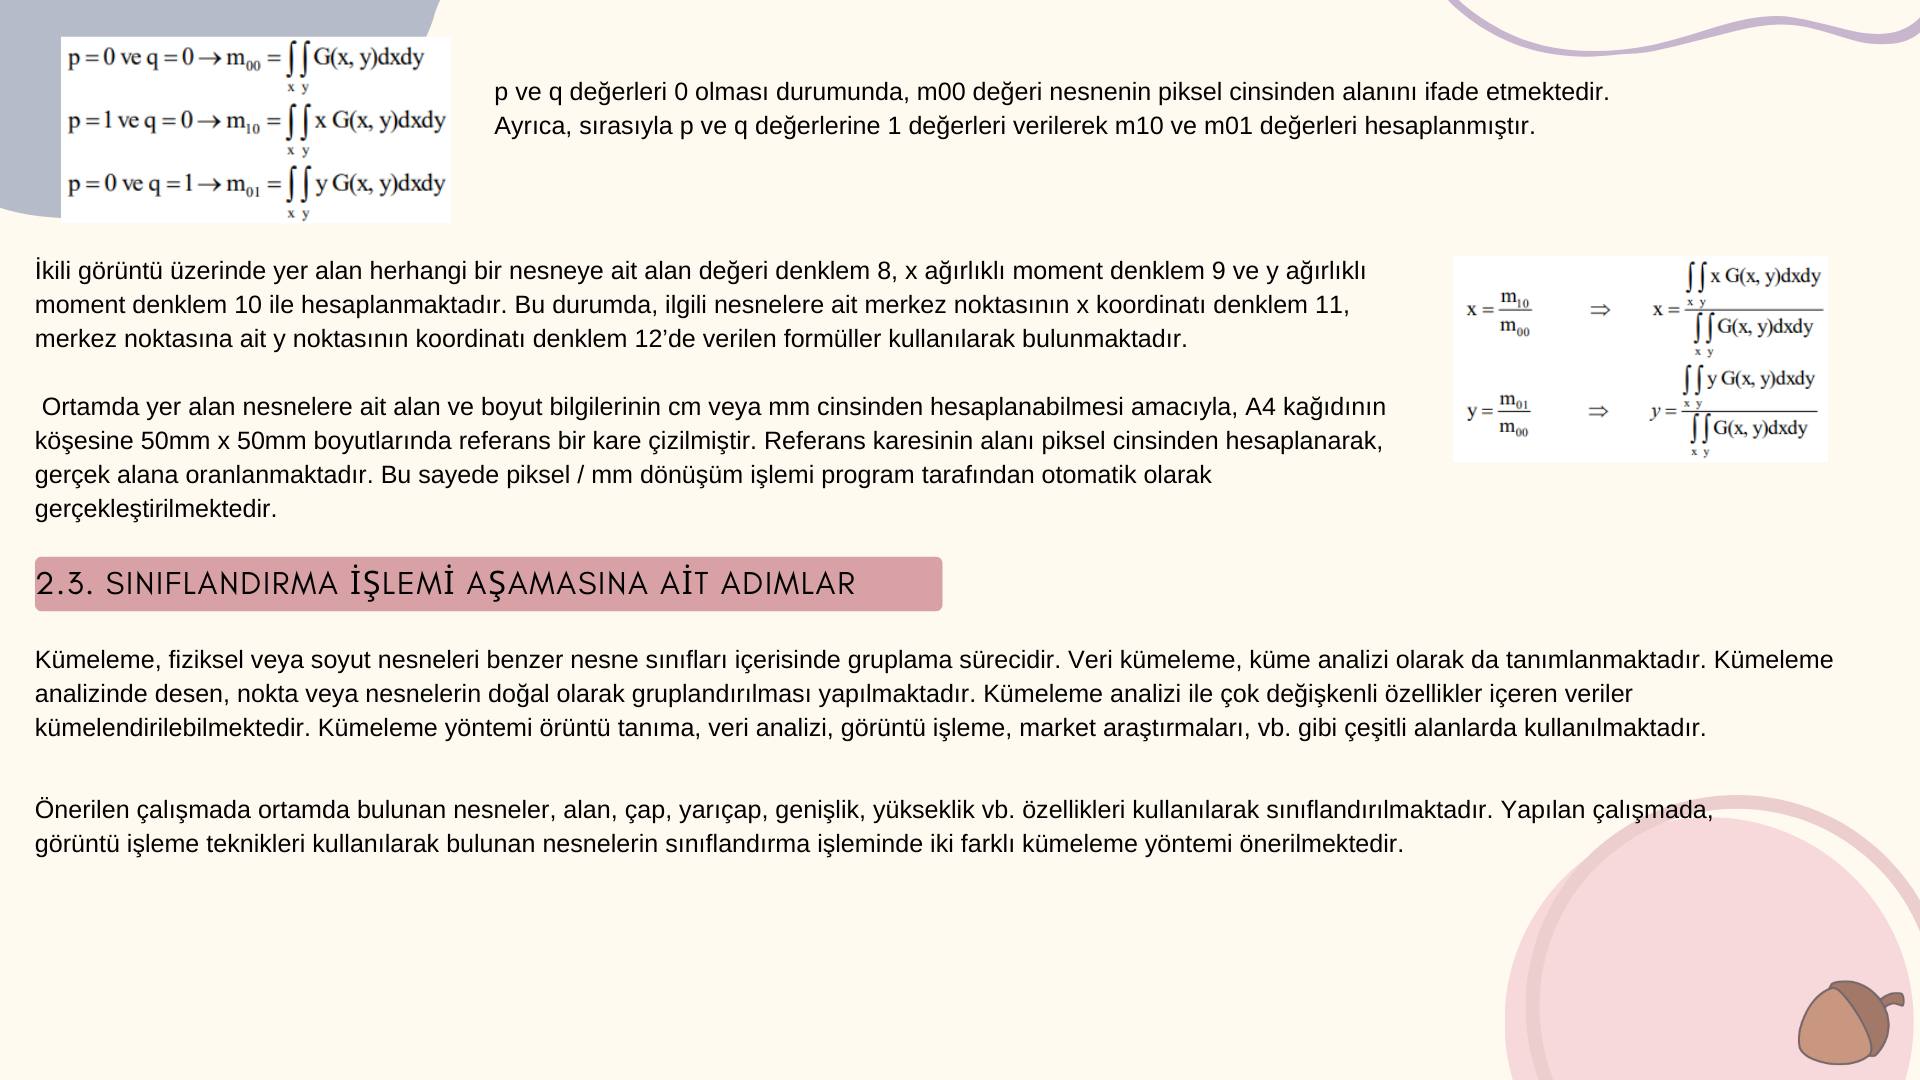 p = 0 ve q = 0 → m₀₀ = ∫∫ G(x, y)dxdy
x y
p = 1 ve q = 0 → m₁₀ = ∫∫ x G(x, y)dxdy
x y
p = 0 ve q = 1 → m₀₁ = ∫∫ y G(x, y)dxdy
x y
p ve q değerleri 0 olması durumunda, m00 değeri nesnenin piksel cinsinden alanını ifade etmektedir.
Ayrıca, sırasıyla p ve q değerlerine 1 değerleri verilerek m10 ve m01 değerleri hesaplanmıştır.
İkili görüntü üzerinde yer alan herhangi bir nesneye ait alan değeri denklem 8, x ağırlıklı moment denklem 9 ve y ağırlıklı
moment denklem 10 ile hesaplanmaktadır. Bu durumda, ilgili nesnelere ait merkez noktasının x koordinatı denklem 11,
merkez noktasına ait y noktasının koordinatı denklem 12’de verilen formüller kullanılarak bulunmaktadır.
x = m₁₀ / m₀₀ ⇒ x = ∫∫ x G(x, y)dxdy / ∫∫ G(x, y)dxdy
x y x y
y = m₀₁ / m₀₀ ⇒ y = ∫∫ y G(x, y)dxdy / ∫∫ G(x, y)dxdy
x y x y
Ortamda yer alan nesnelere ait alan ve boyut bilgilerinin cm veya mm cinsinden hesaplanabilmesi amacıyla, A4 kağıdının
köşesine 50mm x 50mm boyutlarında referans bir kare çizilmiştir. Referans karesinin alanı piksel cinsinden hesaplanarak,
gerçek alana oranlanmaktadır. Bu sayede piksel / mm dönüşüm işlemi program tarafından otomatik olarak
gerçekleştirilmektedir.
2.3. SINIFLANDIRMA İŞLEMİ AŞAMASINA AİT ADIMLAR
Kümeleme, fiziksel veya soyut nesneleri benzer nesne sınıfları içerisinde gruplama sürecidir. Veri kümeleme, küme analizi olarak da tanımlanmaktadır. Kümeleme
analizinde desen, nokta veya nesnelerin doğal olarak gruplandırılması yapılmaktadır. Kümeleme analizi ile çok değişkenli özellikler içeren veriler
kümelendirilebilmektedir. Kümeleme yöntemi örüntü tanıma, veri analizi, görüntü işleme, market araştırmaları, vb. gibi çeşitli alanlarda kullanılmaktadır.
Önerilen çalışmada ortamda bulunan nesneler, alan, çap, yarıçap, genişlik, yükseklik vb. özellikleri kullanılarak sınıflandırılmaktadır. Yapılan çalışmada,
görüntü işleme teknikleri kullanılarak bulunan nesnelerin sınıflandırma işleminde iki farklı kümeleme yöntemi önerilmektedir.